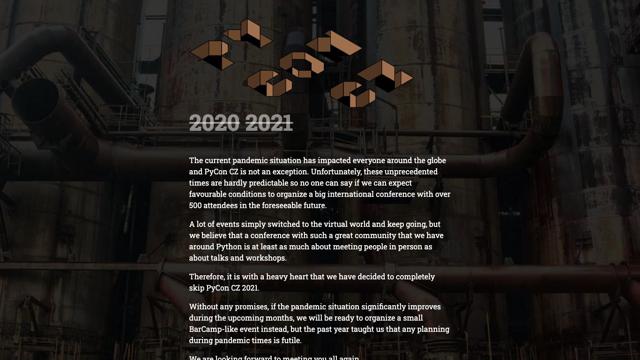 PYCON CZ
2020 2021
The current pandemic situation has impacted everyone around the globe
and PyCon CZ is not an exception. Unfortunately, these unprecedented
times are hardly predictable so no one can say if we can expect
favourable conditions to organize a big international conference with over
500 attendees in the foreseeable future.
A lot of events simply switched to the virtual world and keep going, but
we believe that a conference with such a great community that we have
around Python is at least as much about meeting people in person as
about talks and workshops.
Therefore, it is with a heavy heart that we have decided to completely
skip PyCon CZ 2021.
Without any promises, if the pandemic situation significantly improves
during the upcoming months, we will be ready to organize a small
BarCamp-like event instead, but the past year taught us that any planning
during pandemic times is futile.
We are looking forward to meeting you all again